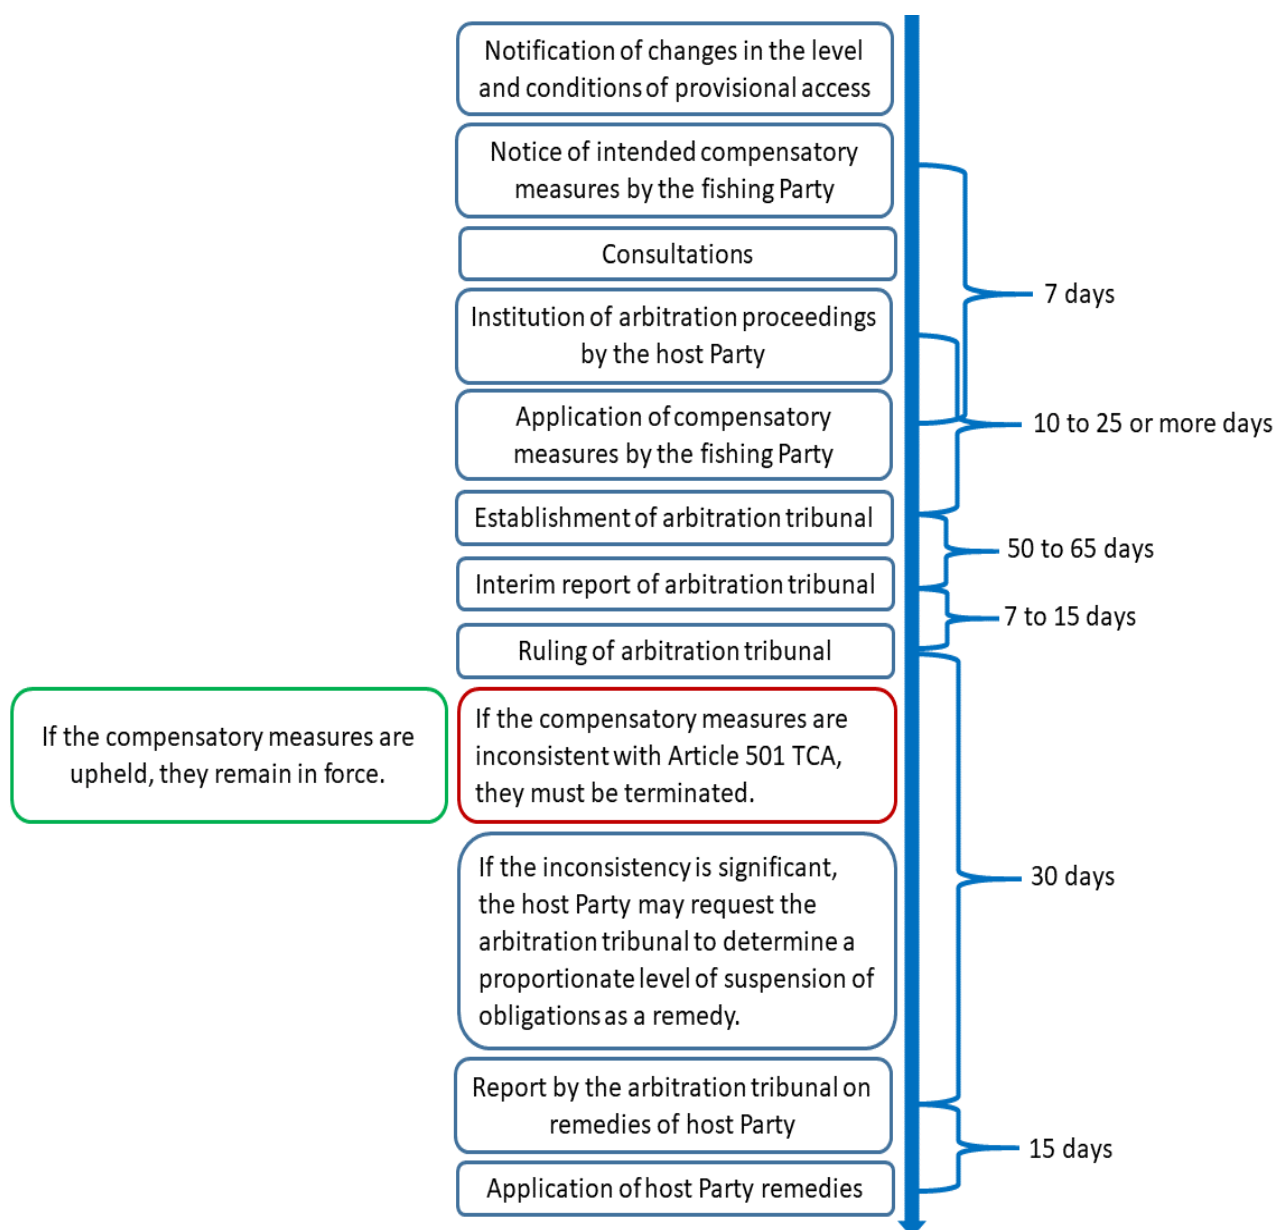 Notification of changes in the level
and conditions of provisional access
Notice of intended compensatory
measures by the fishing Party
Consultations
7 days
Institution of arbitration proceedings
by the host Party
Application of compensatory
measures by the fishing Party
10 to 25 or more days
Establishment of arbitration tribunal
50 to 65 days
Interim report of arbitration tribunal
7 to 15 days
Ruling of arbitration tribunal
If the compensatory measures are
upheld, they remain in force.
If the compensatory measures are
inconsistent with Article 501 TCA,
they must be terminated.
If the inconsistency is significant,
the host Party may request the
arbitration tribunal to determine a
proportionate level of suspension of
obligations as a remedy.
30 days
Report by the arbitration tribunal on
remedies of host Party
15 days
Application of host Party remedies